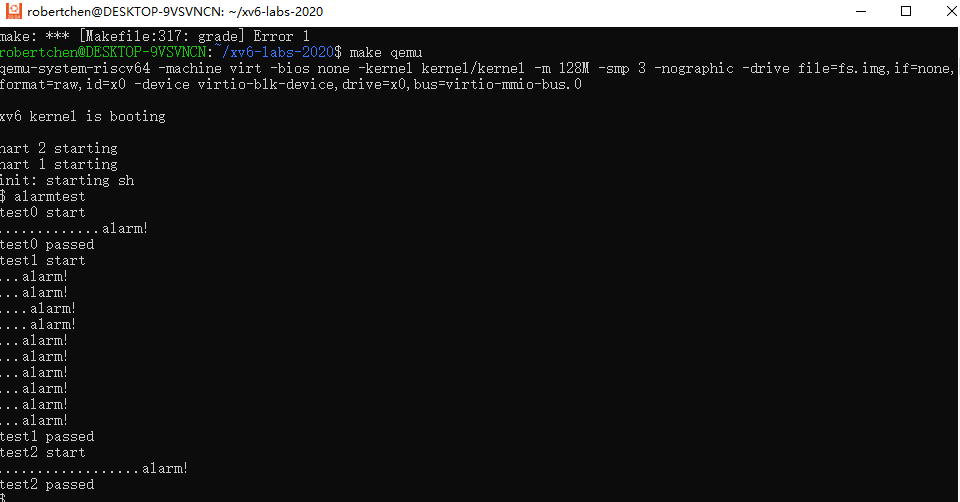 robertchen@DESKTOP-9VSVNCN: ~/xv6-labs-2020
make: *** [Makefile:317: grade] Error 1
robertchen@DESKTOP-9VSVNCN:~/xv6-labs-2020$ make qemu
qemu-system-riscv64 -machine virt -bios none -kernel kernel/kernel -m 128M -smp 3 -nographic -drive file=fs.img,if=none,
format=raw,id=x0 -device virtio-blk-device,drive=x0,bus=virtio-mmio-bus.0
xv6 kernel is booting
hart 2 starting
hart 1 starting
init: starting sh
$ alarmtest
test0 start
.............alarm!
test0 passed
test1 start
...alarm!
...alarm!
....alarm!
....alarm!
...alarm!
...alarm!
...alarm!
...alarm!
...alarm!
...alarm!
test1 passed
test2 start
..................alarm!
test2 passed
$